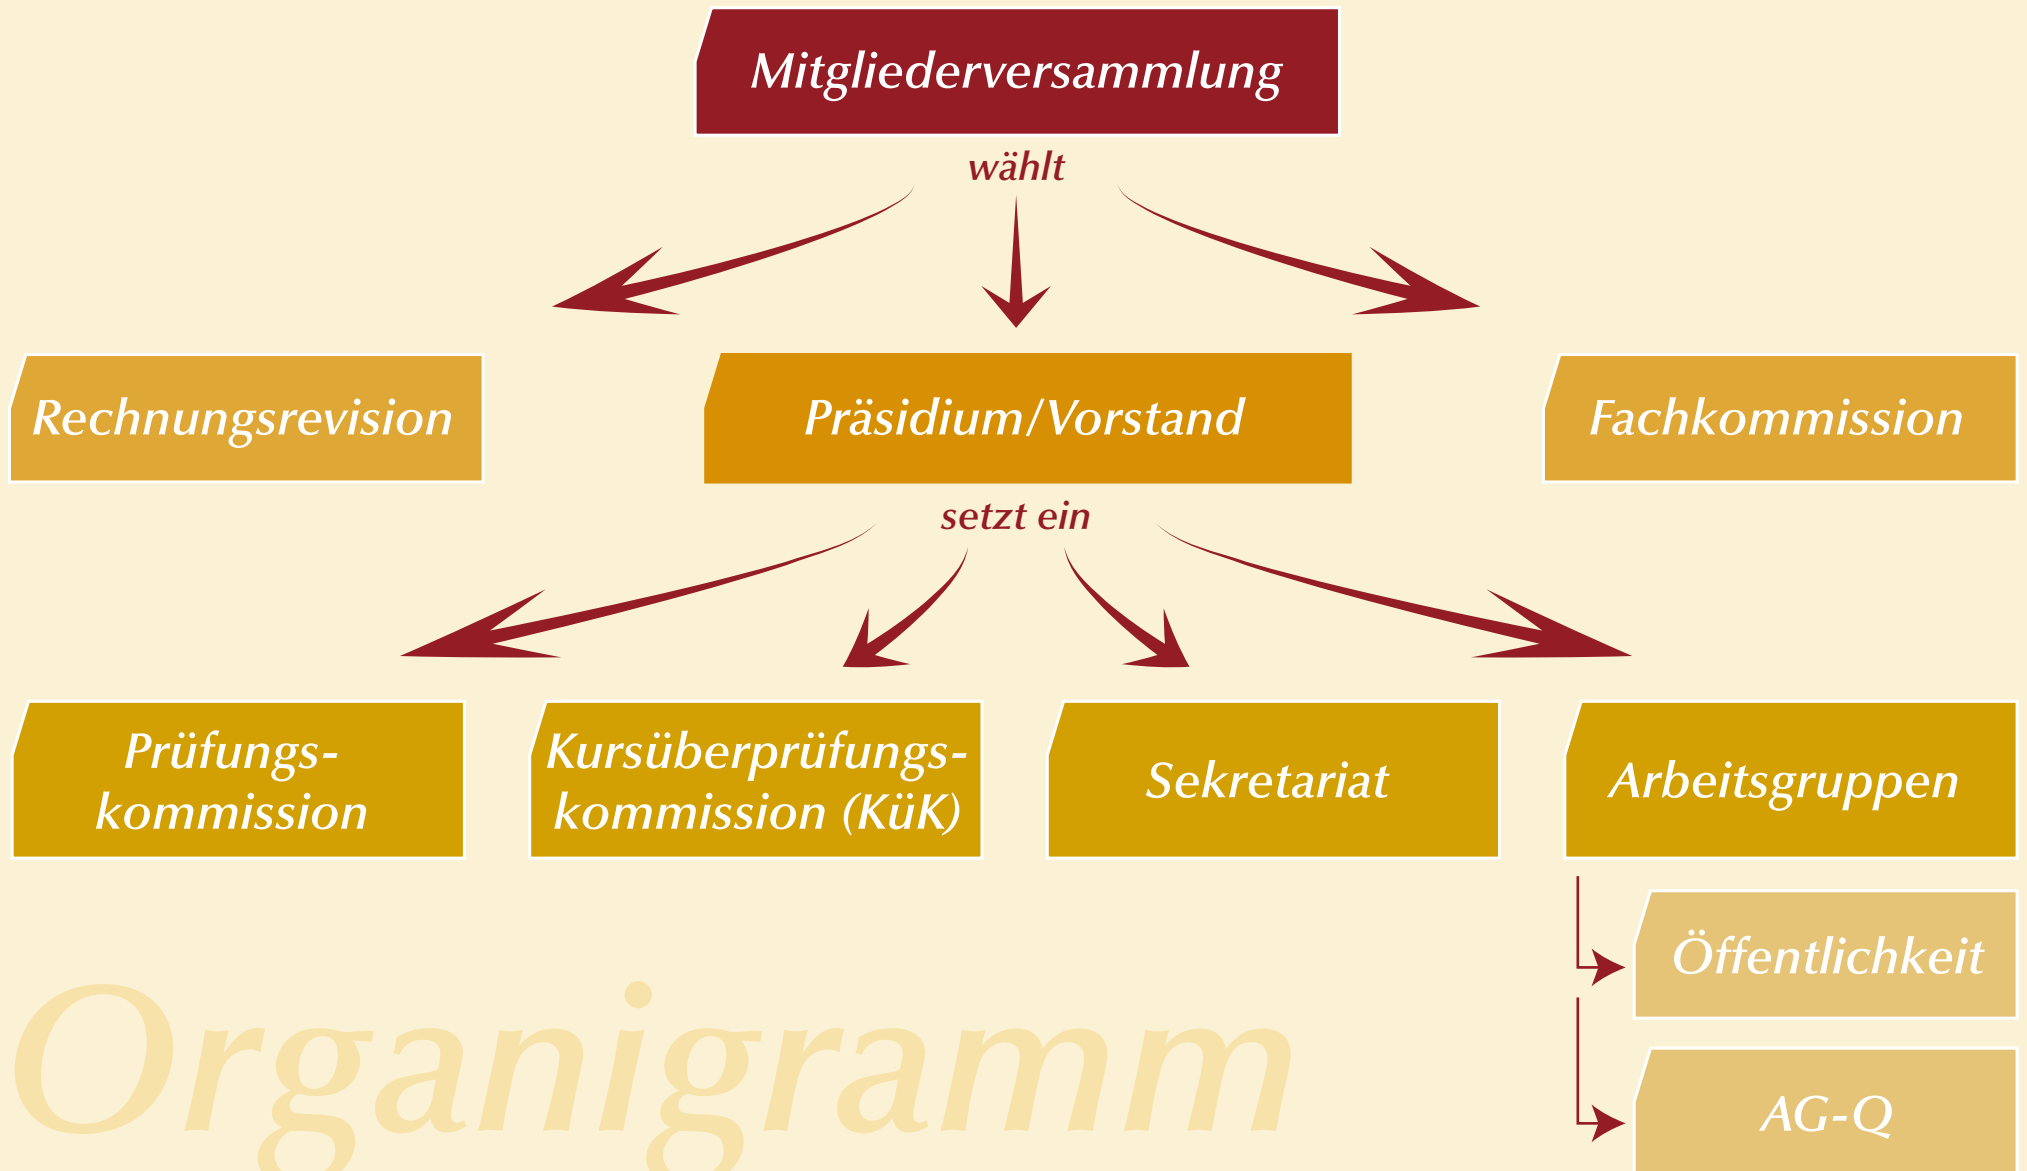 Mitgliederversammlung
wählt
Rechnungsrevision
Präsidium/Vorstand
Fachkommission
setzt ein
Prüfungs-
kommission
Kursüberprüfungs-
kommission (KüK)
Sekretariat
Arbeitsgruppen
Öffentlichkeit
AG-Q
Organigramm